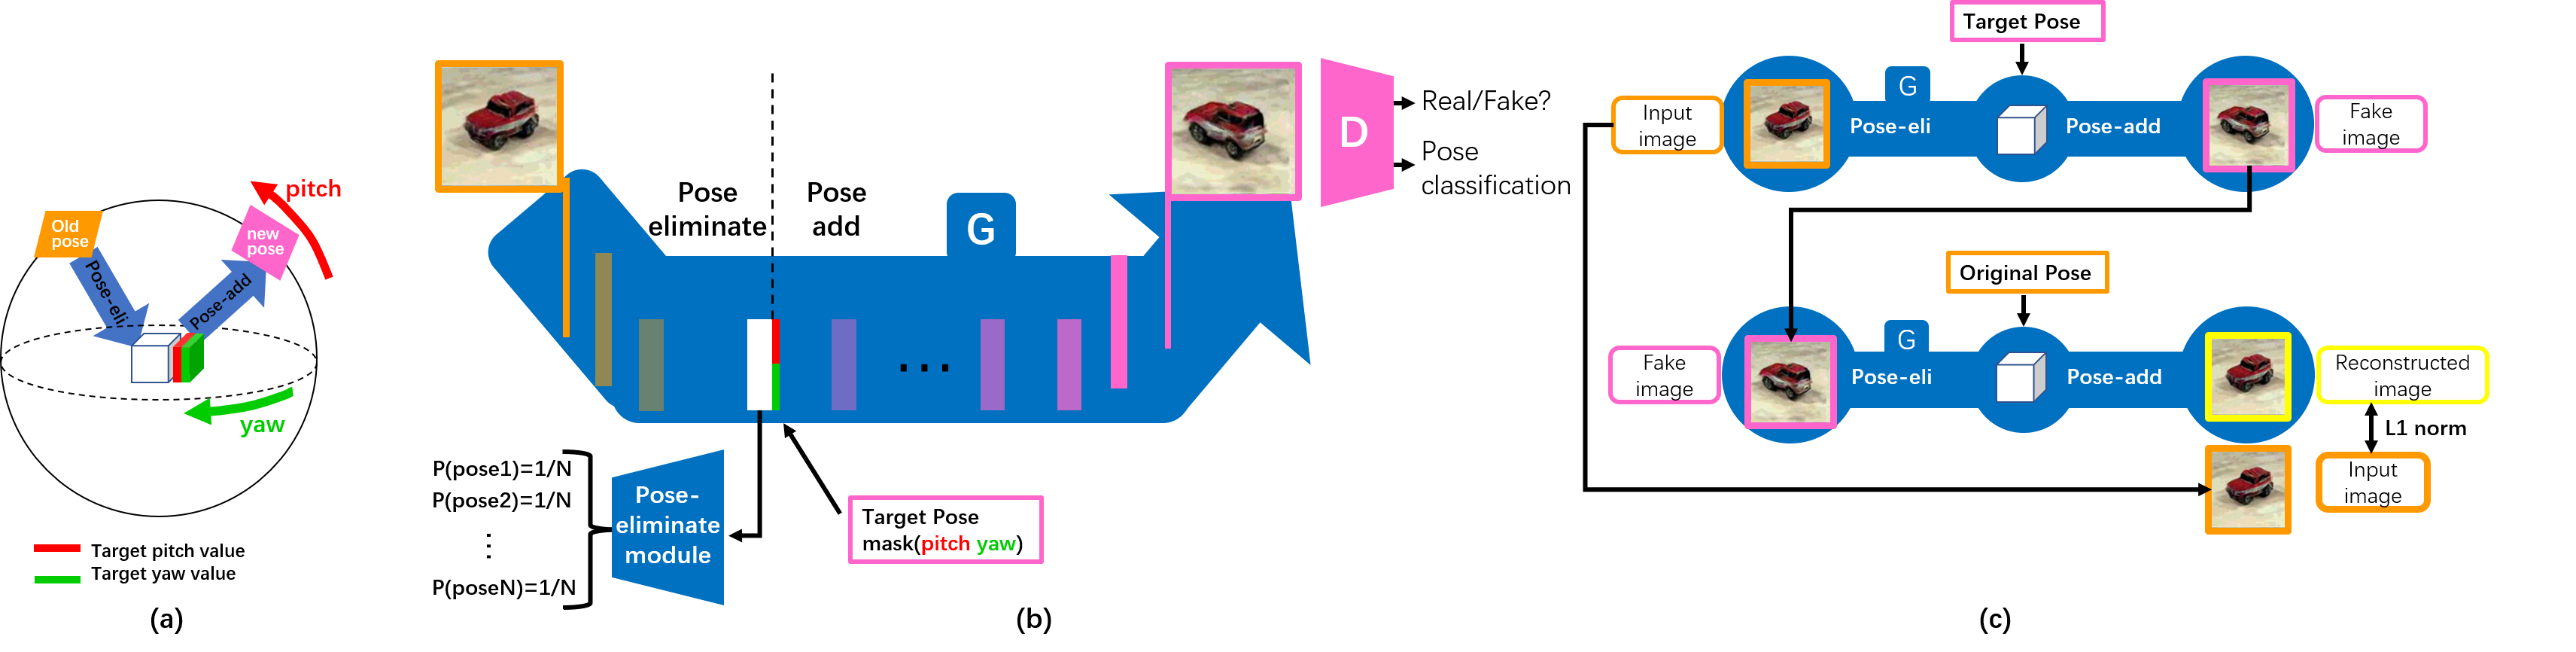 Old
pose
new
pose
pitch
Pose-eli
Pose-add
yaw
Target pitch value
Target yaw value
(a)
Pose
eliminate
Pose
add
G
D
Real/Fake?
Pose
classification
P(pose1)=1/N
P(pose2)=1/N
⋮
P(poseN)=1/N
Pose-
eliminate
module
...
Target Pose
mask(pitch yaw)
(b)
Target Pose
Input
image
G
Pose-eli
Pose-add
Fake
image
Original Pose
Fake
image
G
Pose-eli
Pose-add
Reconstructed
image
L1 norm
Input
image
(c)